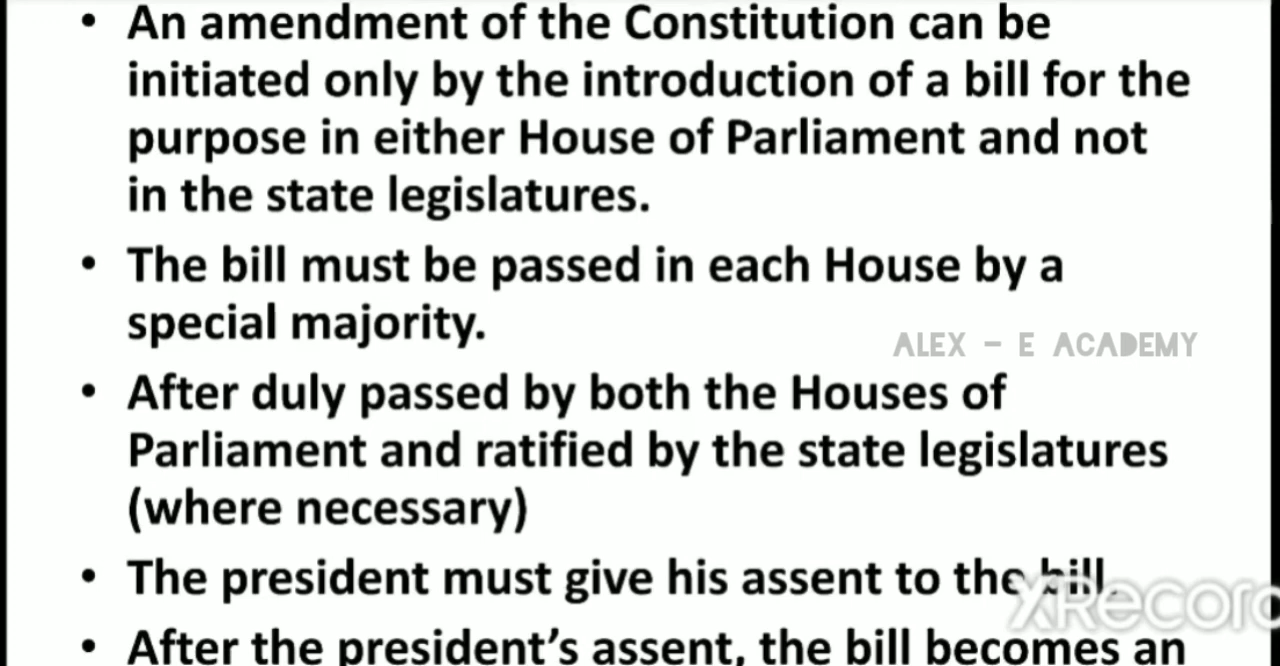 • An amendment of the Constitution can be
initiated only by the introduction of a bill for the
purpose in either House of Parliament and not
in the state legislatures.
• The bill must be passed in each House by a
special majority.
ALEX – E ACADEMY
• After duly passed by both the Houses of
Parliament and ratified by the state legislatures
(where necessary)
• The president must give his assent to the bill.
XRecord
• After the president's assent, the bill becomes an